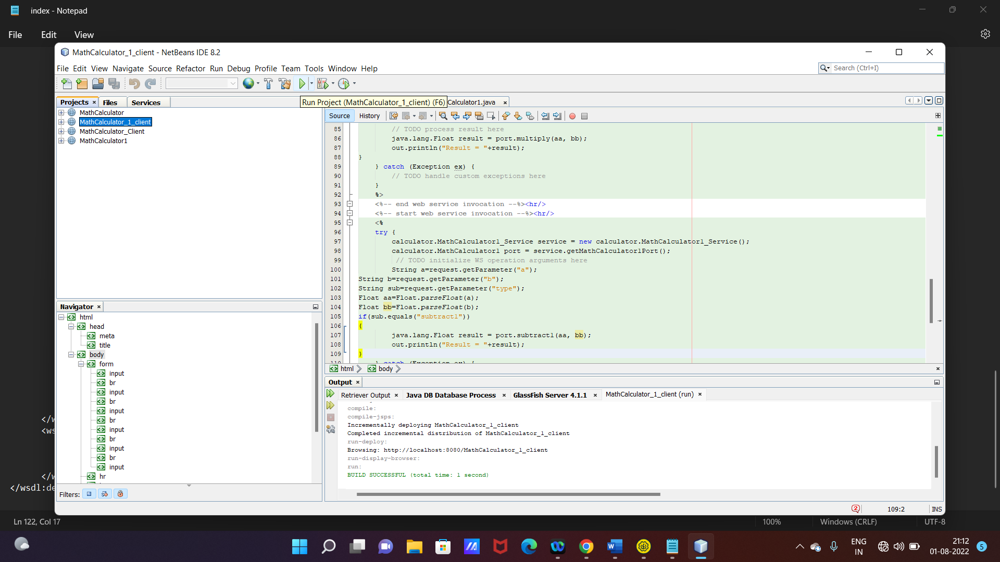 index - Notepad
File Edit View
MathCalculator_1_client - NetBeans IDE 8.2
File Edit View Navigate Source Refactor Run Debug Profile Team Tools Window Help
Search (Ctrl+I)
Projects × Files Services
Run Project (MathCalculator_1_client) (F6)
Calculator1.java ×
MathCalculator
MathCalculator_1_client
MathCalculator_Client
MathCalculator1
Source History
85 // TODO process result here
86 java.lang.Float result = port.multiply(aa, bb);
87 out.println("Result = "+result);
88 }
89 } catch (Exception ex) {
90 // TODO handle custom exceptions here
91 }
92 %>
93 <%-- end web service invocation --%><hr/>
94 <%-- start web service invocation --%><hr/>
95 <%
96 try {
97 calculator.MathCalculator1_Service service = new calculator.MathCalculator1_Service();
98 calculator.MathCalculator1 port = service.getMathCalculator1Port();
99 // TODO initialize WS operation arguments here
100 String a=request.getParameter("a");
101 String b=request.getParameter("b");
102 String sub=request.getParameter("type");
103 Float aa=Float.parseFloat(a);
104 Float bb=Float.parseFloat(b);
105 if(sub.equals("subtract1"))
106 {
107 java.lang.Float result = port.subtract1(aa, bb);
108 out.println("Result = "+result);
109 }
110 } catch (Exception ex) {
html body
Navigator ×
html
head
meta
title
body
form
input
br
input
br
input
br
input
br
input
br
input
hr
Filters:
Output ×
Retriever Output × Java DB Database Process × GlassFish Server 4.1.1 × MathCalculator_1_client (run) ×
compile:
compile-jsps:
Incrementally deploying MathCalculator_1_client
Completed incremental distribution of MathCalculator_1_client
run-deploy:
Browsing: http://localhost:8080/MathCalculator_1_client
run-display-browser:
run:
BUILD SUCCESSFUL (total time: 1 second)
2 109:2 INS
</w
<ws
</w
</wsdl:de
Ln 122, Col 17 100% Windows (CRLF) UTF-8
ENG
IN
21:12
01-08-2022
5